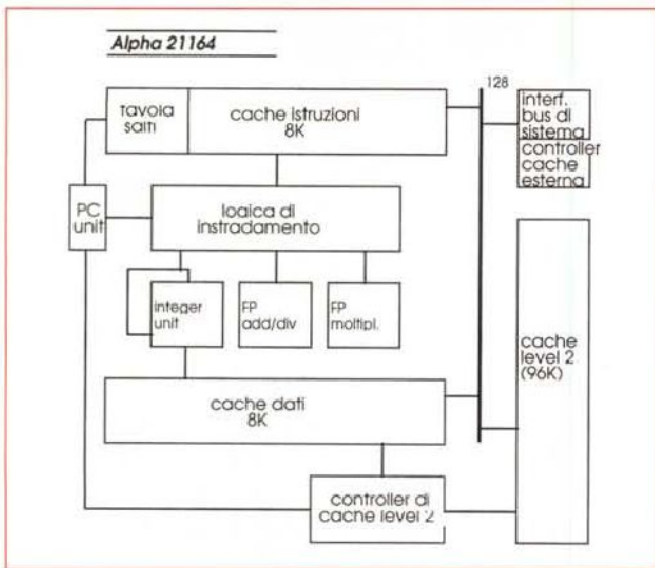 Alpha 21164
tavola
salti
cache istruzioni
8K
128
interf.
bus di
sistema
controller
cache
esterna
PC
unit
logica di
instradamento
integer
unit
FP
add/div
FP
moltipl.
cache
level 2
(96K)
cache dati
8K
controller di
cache level 2